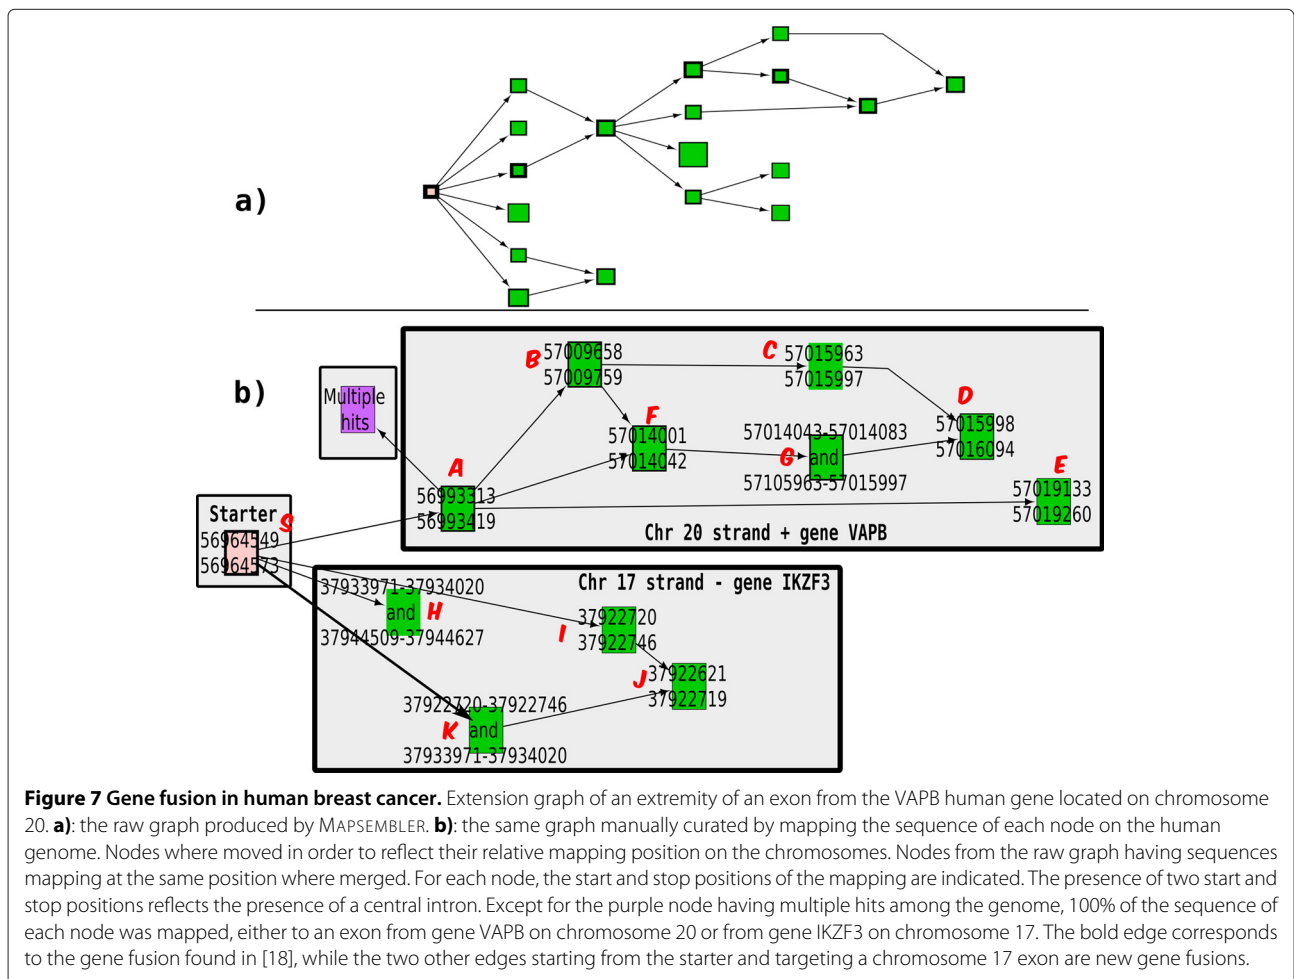 a)
b)
Multiple
hits
B
57009658
57009759
C
57015963
57015997
D
57015998
57016094
F
57014001
57014042
57014043-57014083
G
and
57105963-57015997
E
57019133
57019260
A
56993313
56993419
Chr 20 strand + gene VAPB
Starter
S
56964549
56964573
Chr 17 strand - gene IKZF3
37933971-37934020
and
H
37944509-37944627
I
37922720
37922746
J
37922621
37922719
37922720-37922746
K
and
37933971-37934020
Figure 7 Gene fusion in human breast cancer. Extension graph of an extremity of an exon from the VAPB human gene located on chromosome
20. a): the raw graph produced by MAPSEMBLER. b): the same graph manually curated by mapping the sequence of each node on the human
genome. Nodes where moved in order to reflect their relative mapping position on the chromosomes. Nodes from the raw graph having sequences
mapping at the same position where merged. For each node, the start and stop positions of the mapping are indicated. The presence of two start and
stop positions reflects the presence of a central intron. Except for the purple node having multiple hits among the genome, 100% of the sequence of
each node was mapped, either to an exon from gene VAPB on chromosome 20 or from gene IKZF3 on chromosome 17. The bold edge corresponds
to the gene fusion found in [18], while the two other edges starting from the starter and targeting a chromosome 17 exon are new gene fusions.